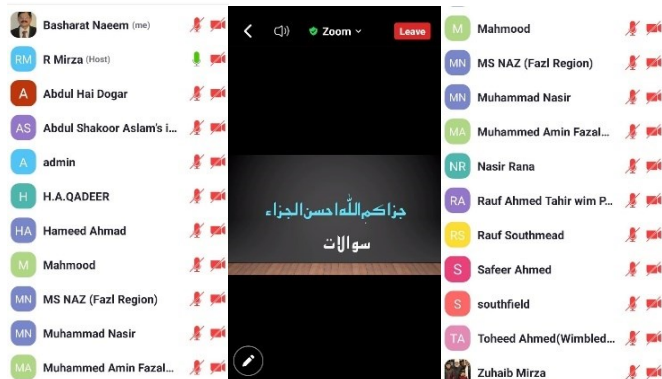 Basharat Naeem (me)
RM
R Mirza (Host)
A
Abdul Hai Dogar
AS
Abdul Shakoor Aslam's i...
A
admin
H
H.A.QADEER
HA
Hameed Ahmad
M
Mahmood
MN
MS NAZ (Fazl Region)
MN
Muhammad Nasir
MA
Muhammed Amin Fazal...
Zoom
Leave
جزاكم الله احسن الجزاء
سوالات
M
Mahmood
MN
MS NAZ (Fazl Region)
MN
Muhammad Nasir
MA
Muhammed Amin Fazal...
NR
Nasir Rana
RA
Rauf Ahmed Tahir wim P...
RS
Rauf Southmead
S
Safeer Ahmed
S
southfield
TA
Toheed Ahmed(Wimbled...
Zuhaib Mirza